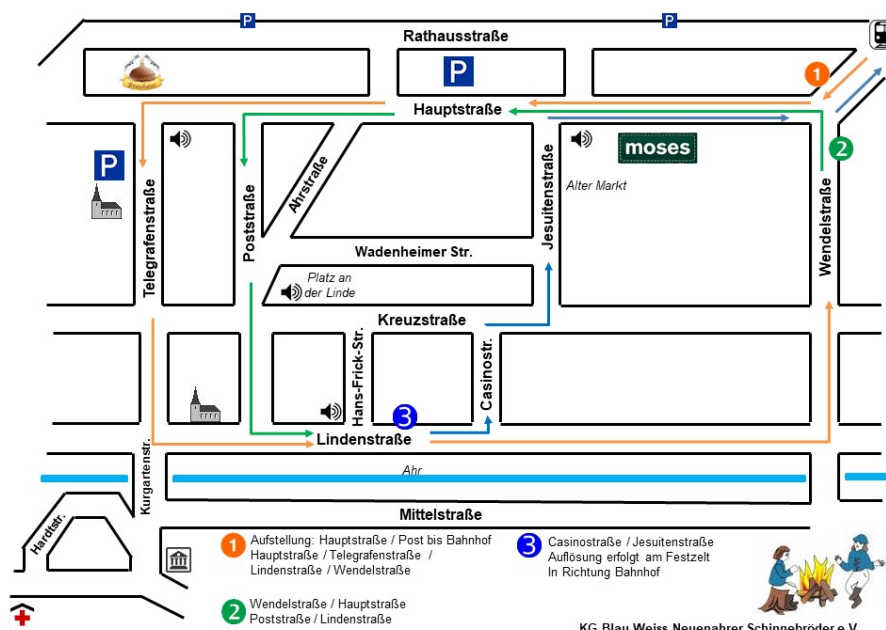 P
P
Rathausstraße
Brauhaus
P
1
Hauptstraße
moses
2
P
Alter Markt
Telegrafenstraße
Poststraße
Ahrstraße
Jesuitenstraße
Wendelstraße
Wadenheimer Str.
Platz an
der Linde
Kreuzstraße
Hans-Frick-Str.
Casinostr.
3
Lindenstraße
Kurgartenstr.
Ahr
Hardtstr.
Mittelstraße
1 Aufstellung: Hauptstraße / Post bis Bahnhof
Hauptstraße / Telegrafenstraße /
Lindenstraße / Wendelstraße
3 Casinostraße / Jesuitenstraße
Auflösung erfolgt am Festzelt
In Richtung Bahnhof
2 Wendelstraße / Hauptstraße
Poststraße / Lindenstraße
KG Blau Weiss Neuenahrer Schinnebröder e.V.